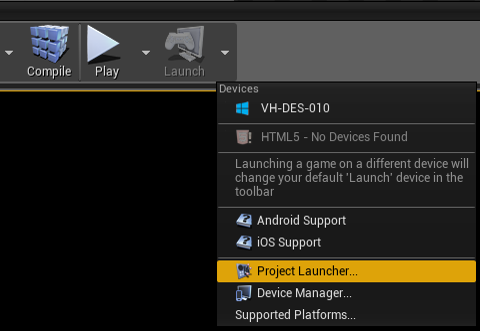 Compile
Play
Launch
Devices
VH-DES-010
HTML5 - No Devices Found
Launching a game on a different device will
change your default 'Launch' device in the
toolbar
Android Support
iOS Support
Project Launcher...
Device Manager...
Supported Platforms...